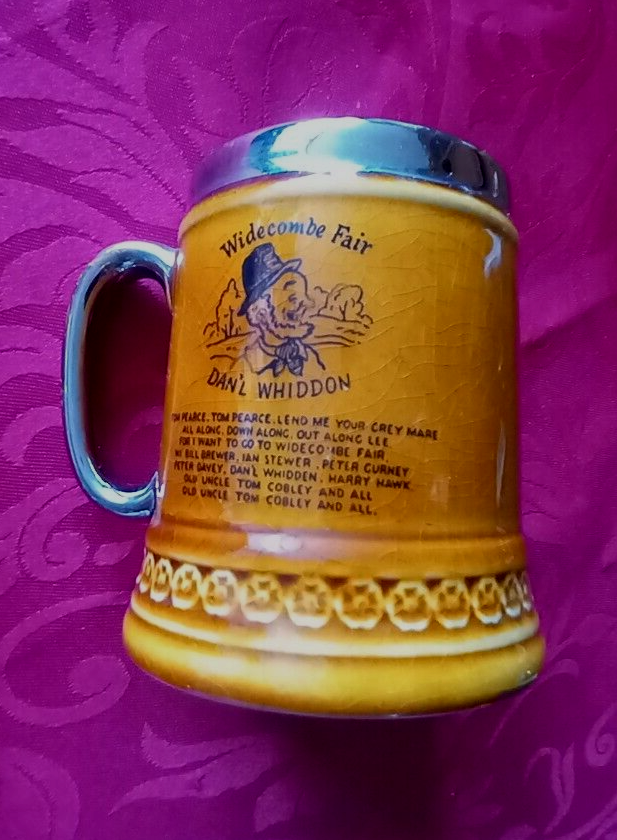 Widecombe Fair
DAN'L WHIDDON
TOM PEARCE. TOM PEARCE. LEND ME YOUR GREY MARE
ALL ALONG, DOWN ALONG, OUT ALONG LEE
FOR I WANT TO GO TO WIDECOMBE FAIR,
WI BILL BREWER, IAN STEWER, PETER GURNEY
PETER DAVEY, DAN'L WHIDDEN, HARRY HAWK
OLD UNCLE TOM COBLEY AND ALL
OLD UNCLE TOM COBLEY AND ALL.